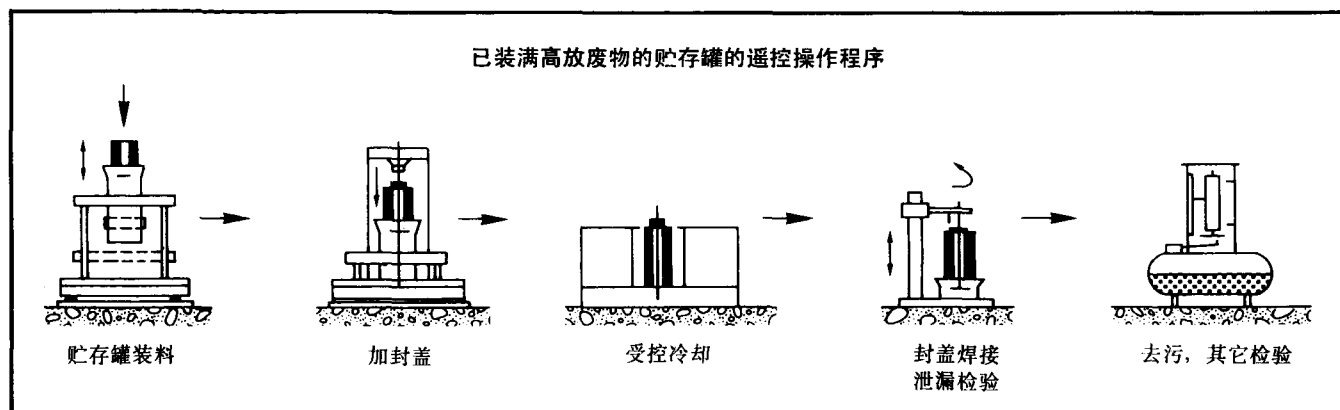 已装满高放废物的贮存罐的遥控操作程序
贮存罐装料
加封盖
受控冷却
封盖焊接
泄漏检验
去污，其它检验